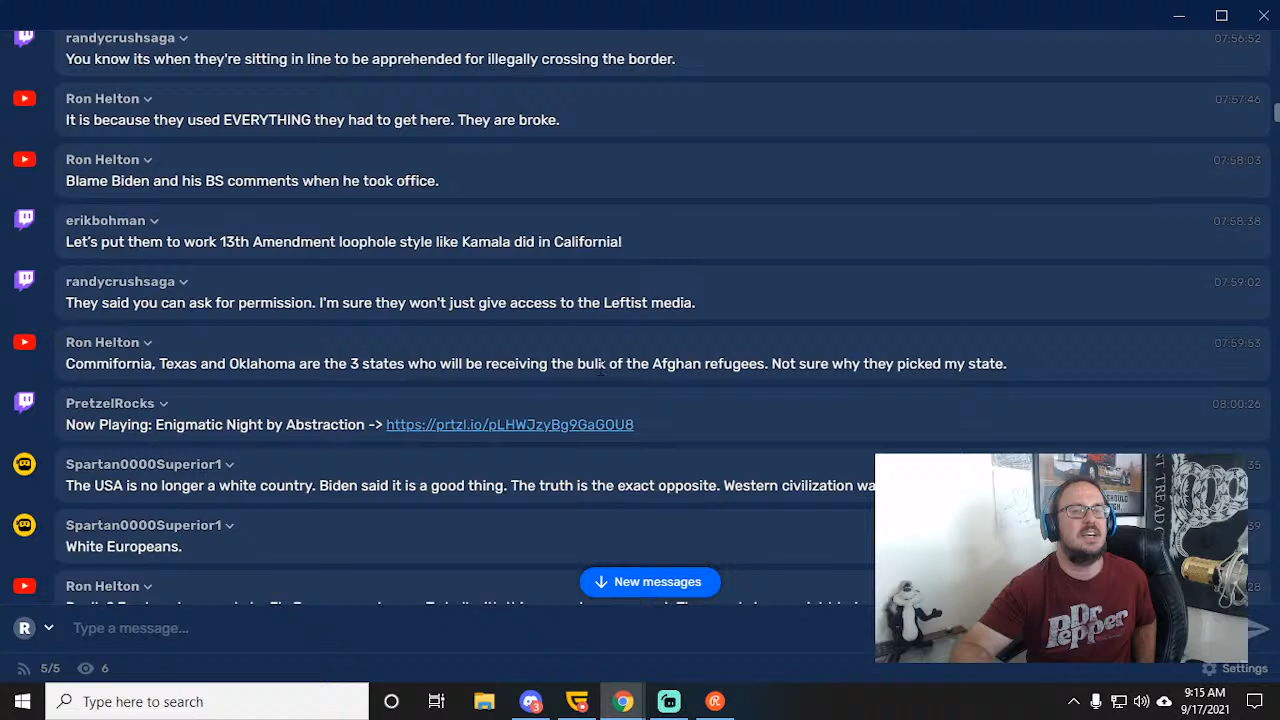 randycrushsaga
07:56:52
You know its when they're sitting in line to be apprehended for illegally crossing the border.
Ron Helton
07:57:46
It is because they used EVERYTHING they had to get here. They are broke.
Ron Helton
07:58:03
Blame Biden and his BS comments when he took office.
erikbohman
07:58:38
Let's put them to work 13th Amendment loophole style like Kamala did in California!
randycrushsaga
07:59:02
They said you can ask for permission. I'm sure they won't just give access to the Leftist media.
Ron Helton
07:59:53
Commifornia, Texas and Oklahoma are the 3 states who will be receiving the bulk of the Afghan refugees. Not sure why they picked my state.
PretzelRocks
08:00:26
Now Playing: Enigmatic Night by Abstraction -> https://prtzl.io/pLHWJzyBg9GaGOU8
Spartan0000Superior1
35
The USA is no longer a white country. Biden said it is a good thing. The truth is the exact opposite. Western civilization wa
Spartan0000Superior1
39
White Europeans.
Ron Helton
28
New messages
R
Type a message...
5/5
6
Settings
Dr Pepper
Type here to search
3
9:15 AM
9/17/2021